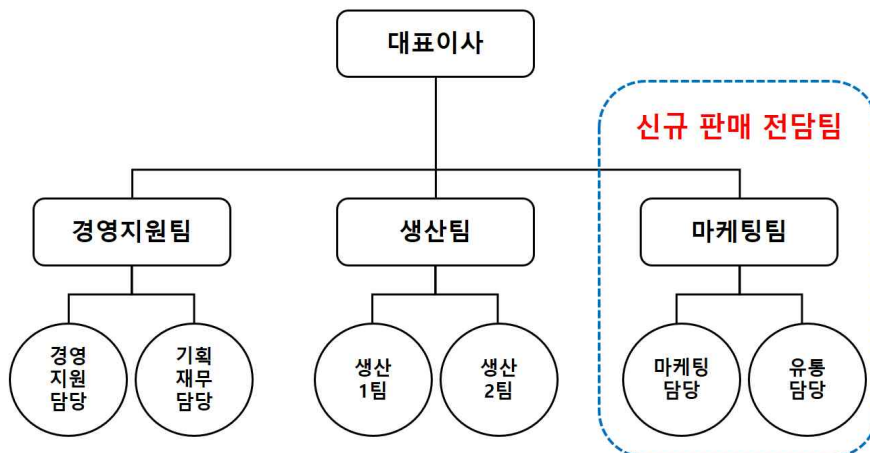 대표이사
신규 판매 전담팀
경영지원팀
생산팀
마케팅팀
경영
지원
담당
기획
재무
담당
생산
1팀
생산
2팀
마케팅
담당
유통
담당